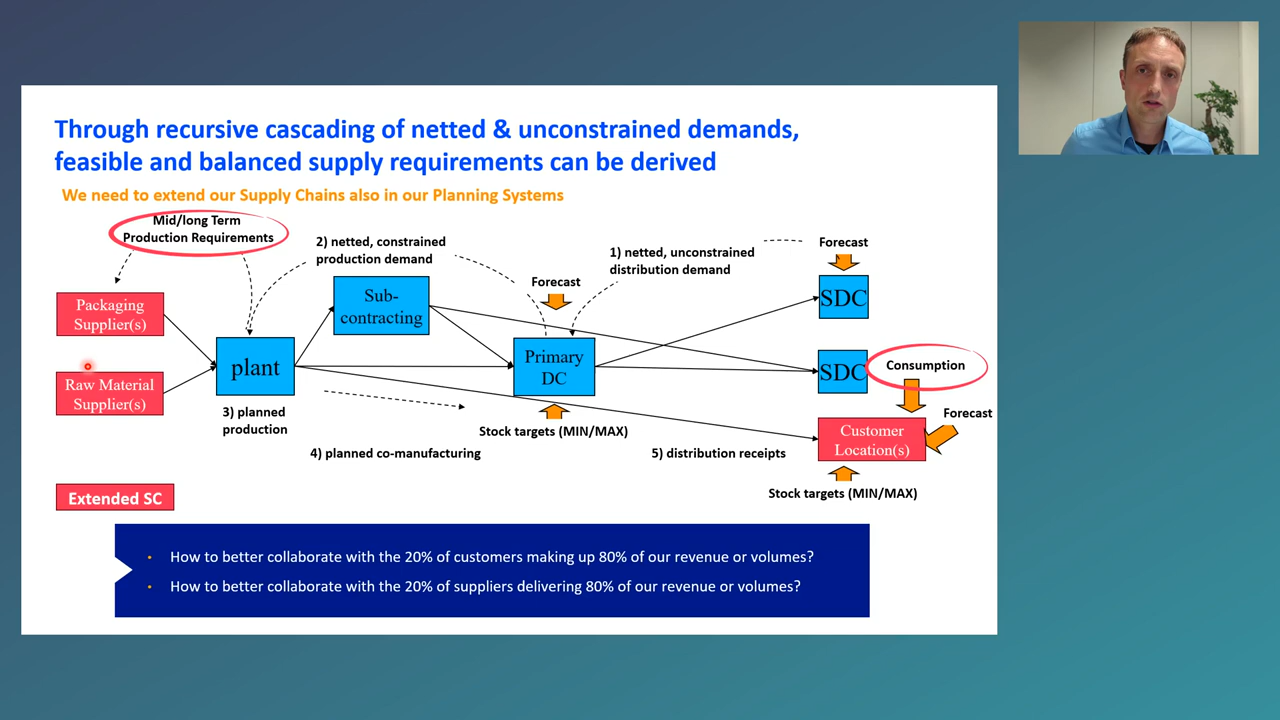 Through recursive cascading of netted & unconstrained demands,
feasible and balanced supply requirements can be derived
We need to extend our Supply Chains also in our Planning Systems
Mid/long Term
Production Requirements
2) netted, constrained
production demand
1) netted, unconstrained
distribution demand
Forecast
Forecast
Packaging
Supplier(s)
Sub-
contracting
SDC
plant
Primary
DC
SDC
Consumption
Raw Material
Supplier(s)
3) planned
production
Stock targets (MIN/MAX)
Forecast
Customer
Location(s)
4) planned co-manufacturing
5) distribution receipts
Stock targets (MIN/MAX)
Extended SC
• How to better collaborate with the 20% of customers making up 80% of our revenue or volumes?
• How to better collaborate with the 20% of suppliers delivering 80% of our revenue or volumes?